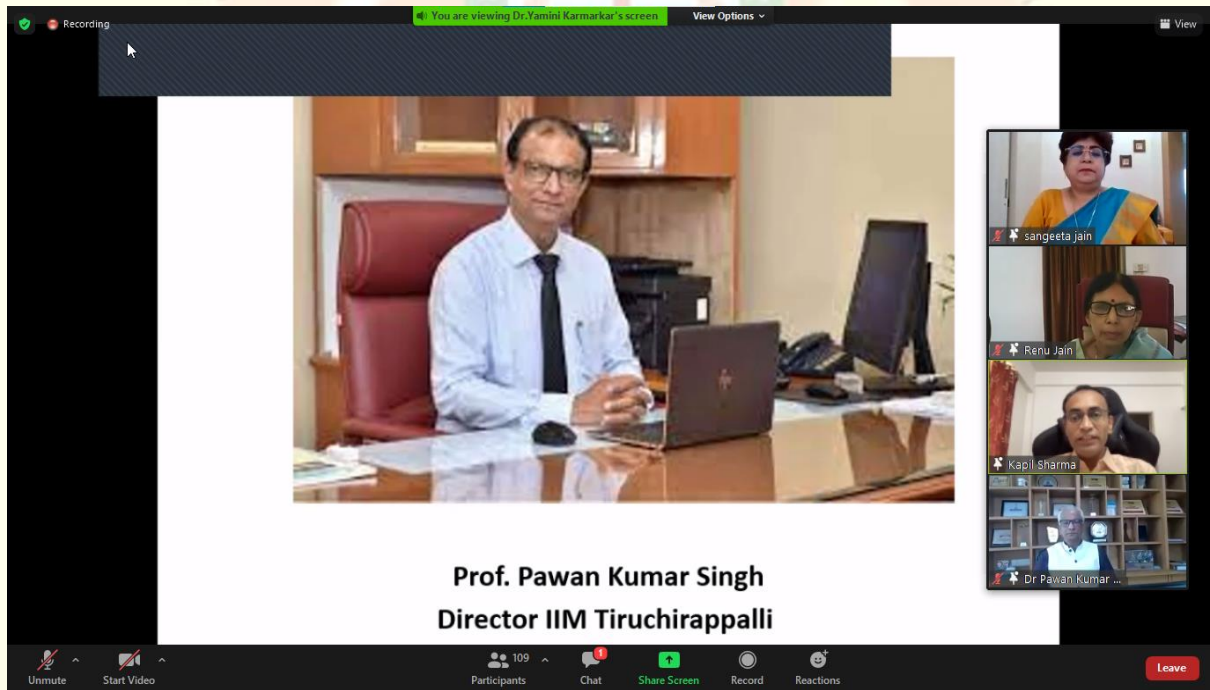 Recording
You are viewing Dr.Yamini Karmarkar's screen
View Options
View
sangeeta jain
Renu Jain
Kapil Sharma
Dr Pawan Kumar ...
hp
Prof. Pawan Kumar Singh
Director IIM Tiruchirappalli
Unmute
Start Video
109
Participants
1
Chat
Share Screen
Record
Reactions
Leave